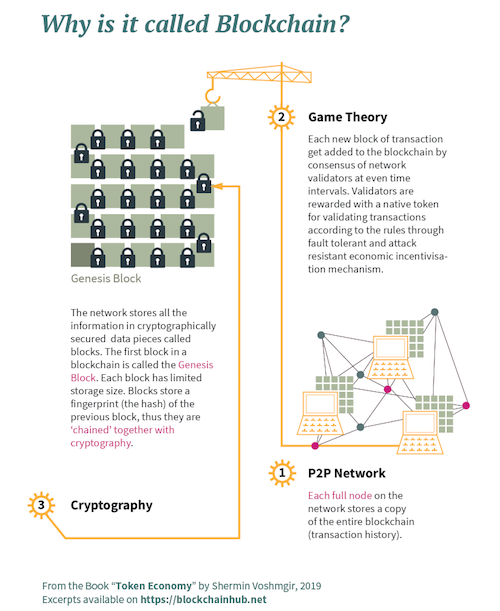 Why is it called Blockchain?
2
Game Theory
Each new block of transaction
get added to the blockchain by
consensus of network
validators at even time
intervals. Validators are
rewarded with a native token
for validating transactions
according to the rules through
fault tolerant and attack
resistant economic incentivisa-
tion mechanism.
Genesis Block
The network stores all the
information in cryptographically
secured data pieces called
blocks. The first block in a
blockchain is called the Genesis
Block. Each block has limited
storage size. Blocks store a
fingerprint (the hash) of the
previous block, thus they are
‘chained’ together with
cryptography.
1
P2P Network
Each full node on the
network stores a copy
of the entire blockchain
(transaction history).
3
Cryptography
From the Book “Token Economy” by Shermin Voshmgir, 2019
Excerpts available on https://blockchainhub.net